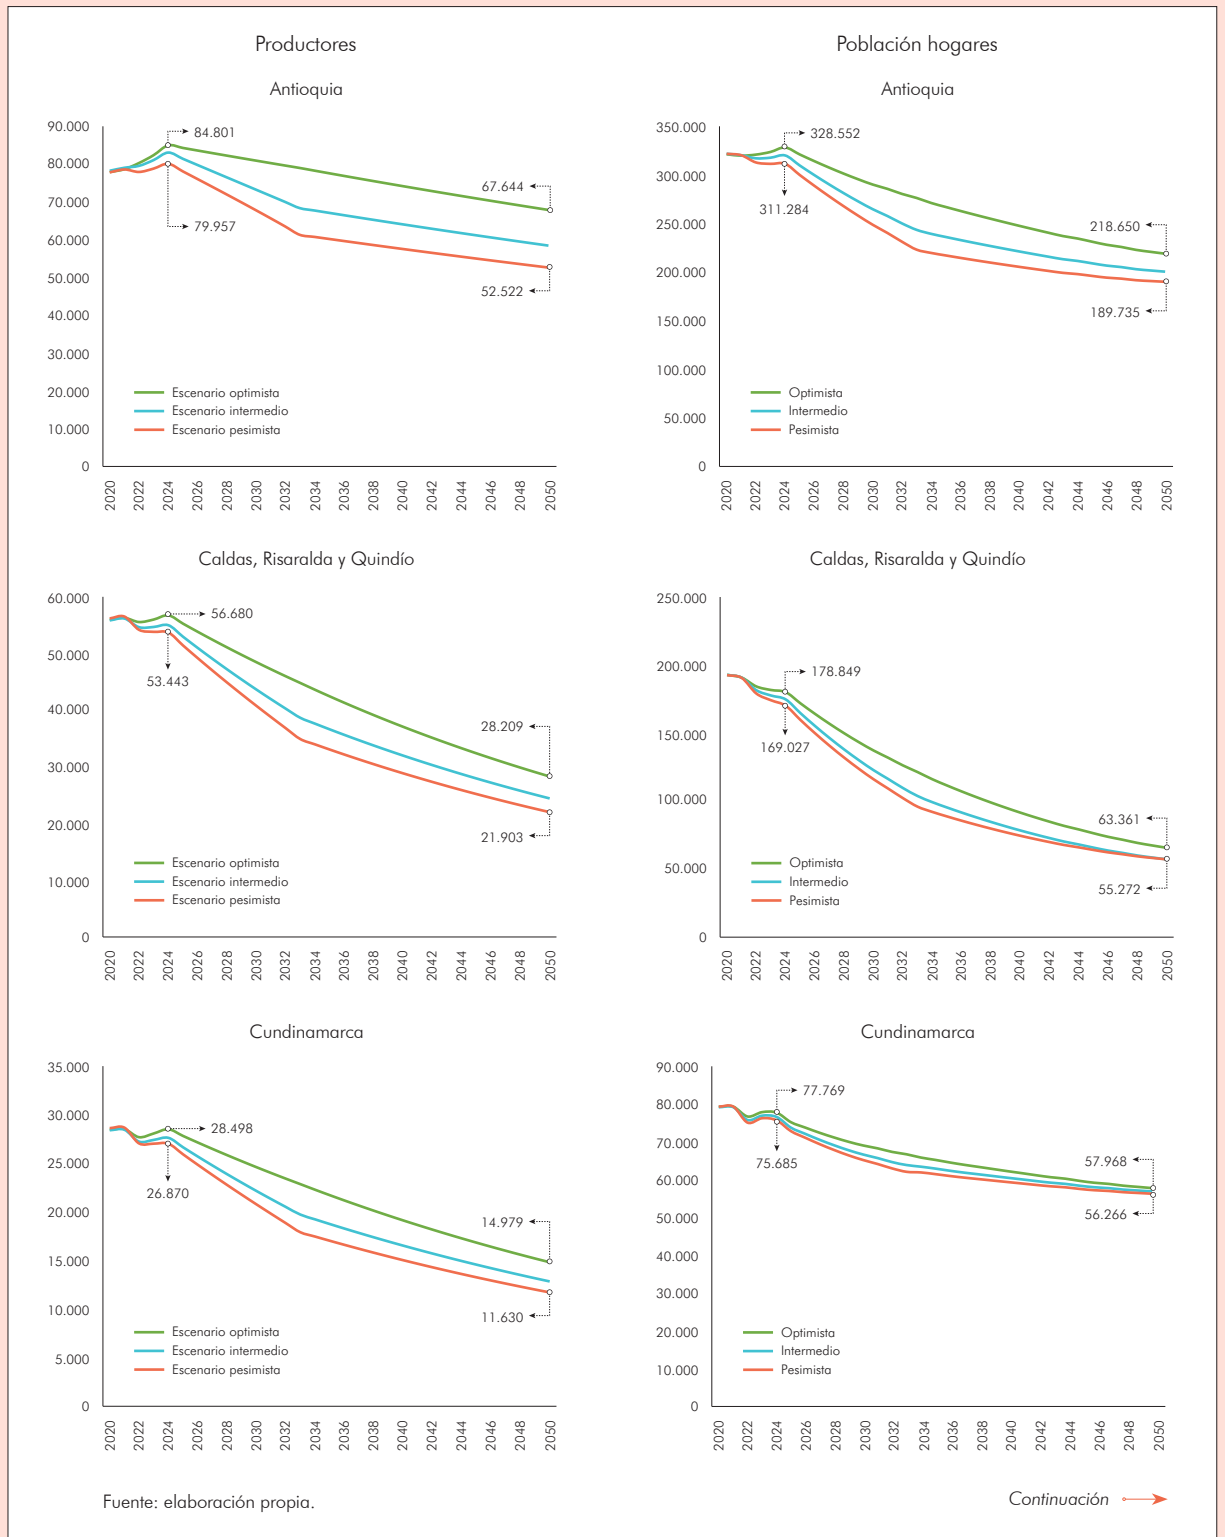 Productores
Población hogares
Antioquia
Antioquia
90.000
80.000
70.000
60.000
50.000
40.000
30.000
20.000
10.000
0
84.801
79.957
67.644
52.522
Escenario optimista
Escenario intermedio
Escenario pesimista
2020 2022 2024 2026 2028 2030 2032 2034 2036 2038 2040 2042 2044 2046 2048 2050
350.000
300.000
250.000
200.000
150.000
100.000
50.000
0
328.552
311.284
218.650
189.735
Optimista
Intermedio
Pesimista
2020 2022 2024 2026 2028 2030 2032 2034 2036 2038 2040 2042 2044 2046 2048 2050
Caldas, Risaralda y Quindío
Caldas, Risaralda y Quindío
60.000
50.000
40.000
30.000
20.000
10.000
0
56.680
53.443
28.209
21.903
Escenario optimista
Escenario intermedio
Escenario pesimista
2020 2022 2024 2026 2028 2030 2032 2034 2036 2038 2040 2042 2044 2046 2048 2050
250.000
200.000
150.000
100.000
50.000
0
178.849
169.027
63.361
55.272
Optimista
Intermedio
Pesimista
2020 2022 2024 2026 2028 2030 2032 2034 2036 2038 2040 2042 2044 2046 2048 2050
Cundinamarca
Cundinamarca
35.000
30.000
25.000
20.000
15.000
10.000
5.000
0
28.498
26.870
14.979
11.630
Escenario optimista
Escenario intermedio
Escenario pesimista
2020 2022 2024 2026 2028 2030 2032 2034 2036 2038 2040 2042 2044 2046 2048 2050
90.000
80.000
70.000
60.000
50.000
40.000
30.000
20.000
10.000
0
77.769
75.685
57.968
56.266
Optimista
Intermedio
Pesimista
2020 2022 2024 2026 2028 2030 2032 2034 2036 2038 2040 2042 2044 2046 2048 2050
Fuente: elaboración propia.
Continuación